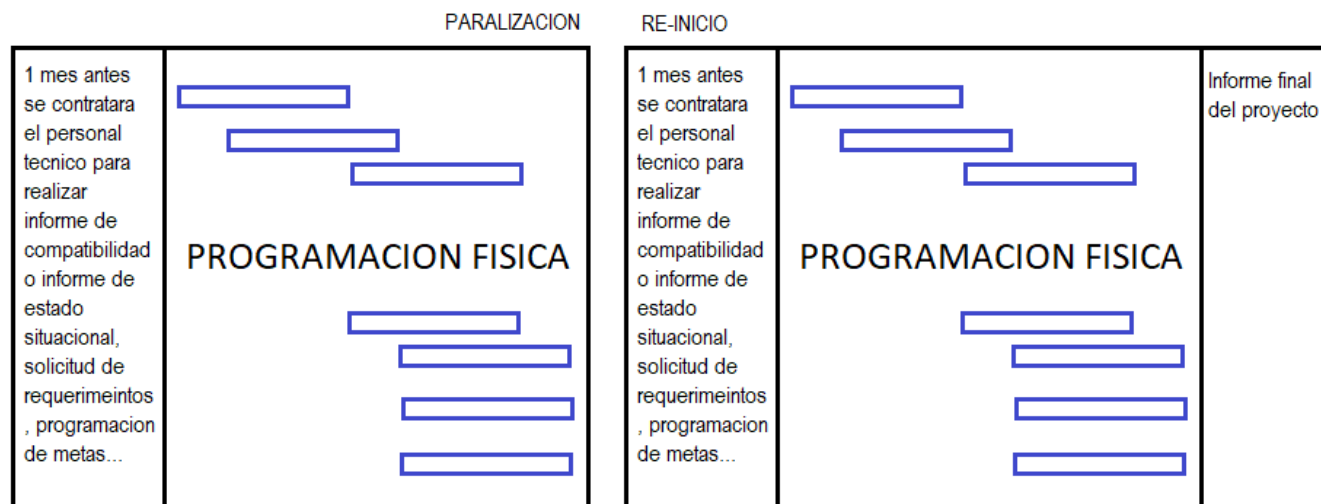 PARALIZACION
RE-INICIO
1 mes antes
se contratara
el personal
tecnico para
realizar
informe de
compatibilidad
o informe de
estado
situacional,
solicitud de
requerimeintos
, programacion
de metas...
PROGRAMACION FISICA
1 mes antes
se contratara
el personal
tecnico para
realizar
informe de
compatibilidad
o informe de
estado
situacional,
solicitud de
requerimeintos
, programacion
de metas...
PROGRAMACION FISICA
Informe final
del proyecto